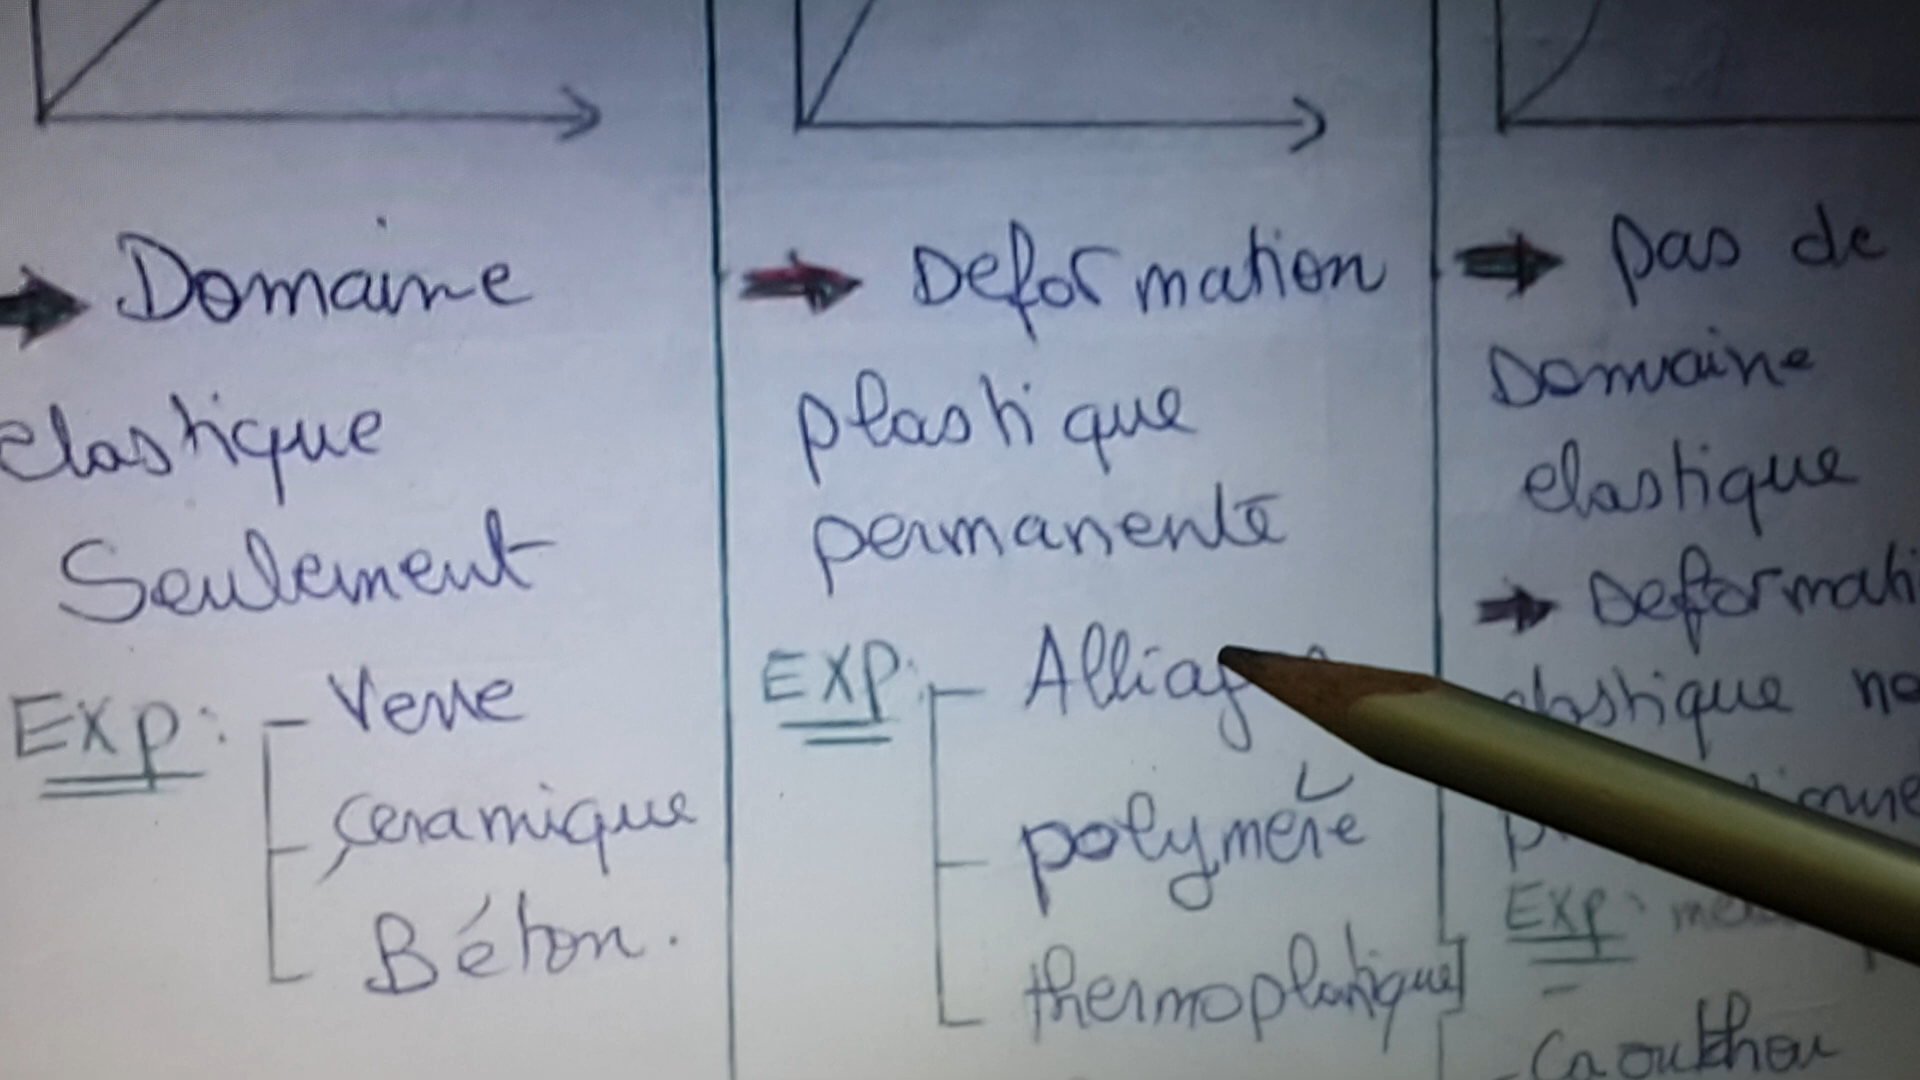 Domaine
elastique
Seulement
EXP:
Verre
ceramique
Béton.
Deformation
plastique
permanente
EXP:
Alliag
polymère
thermoplastique
pas de
Domaine
elastique
Deformati
elastique no
EXP:
Caoutchou